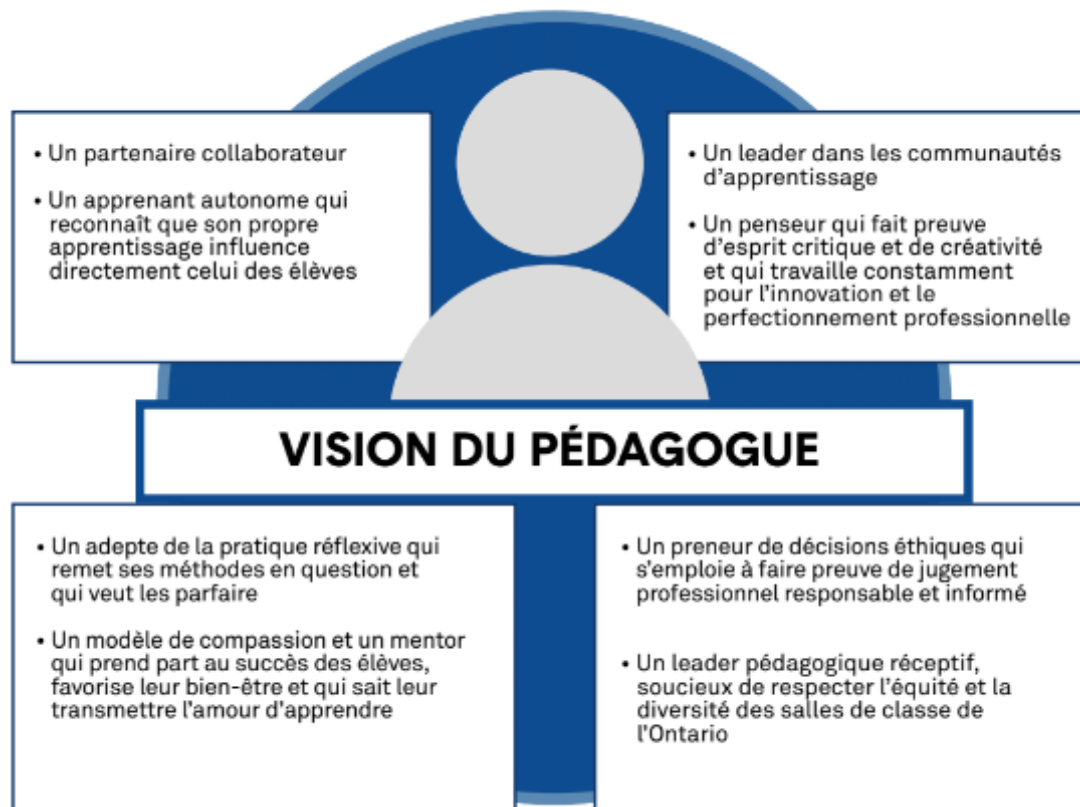 • Un partenaire collaborateur
• Un apprenant autonome qui
reconnaît que son propre
apprentissage influence
directement celui des élèves
• Un leader dans les communautés
d'apprentissage
• Un penseur qui fait preuve
d'esprit critique et de créativité
et qui travaille constamment
pour l'innovation et le
perfectionnement professionnelle
VISION DU PÉDAGOGUE
• Un adepte de la pratique réflexive qui
remet ses méthodes en question et
qui veut les parfaire
• Un modèle de compassion et un mentor
qui prend part au succès des élèves,
favorise leur bien-être et qui sait leur
transmettre l'amour d'apprendre
• Un preneur de décisions éthiques qui
s'emploie à faire preuve de jugement
professionnel responsable et informé
• Un leader pédagogique réceptif,
soucieux de respecter l'équité et la
diversité des salles de classe de
l'Ontario